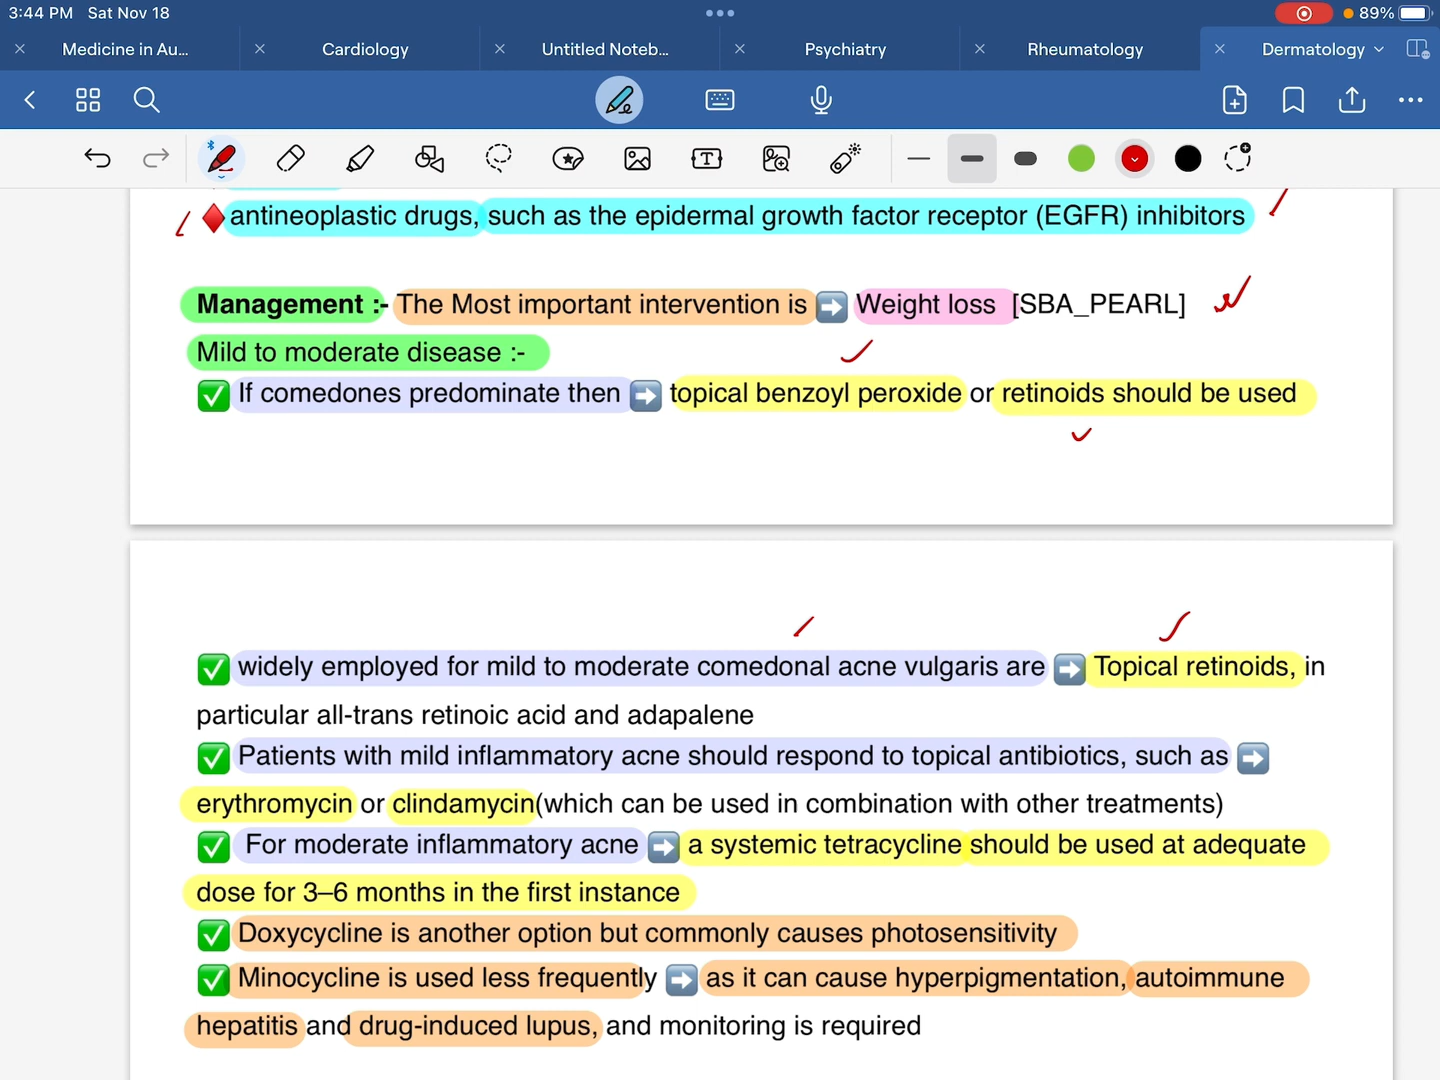 3:44 PM Sat Nov 18
89%
Medicine in Au...
Cardiology
Untitled Noteb...
Psychiatry
Rheumatology
Dermatology
antineoplastic drugs, such as the epidermal growth factor receptor (EGFR) inhibitors
Management :- The Most important intervention is ➡️ Weight loss [SBA_PEARL]
Mild to moderate disease :-
✅ If comedones predominate then ➡️ topical benzoyl peroxide or retinoids should be used
✅ widely employed for mild to moderate comedonal acne vulgaris are ➡️ Topical retinoids, in
particular all-trans retinoic acid and adapalene
✅ Patients with mild inflammatory acne should respond to topical antibiotics, such as ➡️
erythromycin or clindamycin(which can be used in combination with other treatments)
✅ For moderate inflammatory acne ➡️ a systemic tetracycline should be used at adequate
dose for 3–6 months in the first instance
✅ Doxycycline is another option but commonly causes photosensitivity
✅ Minocycline is used less frequently ➡️ as it can cause hyperpigmentation, autoimmune
hepatitis and drug-induced lupus, and monitoring is required